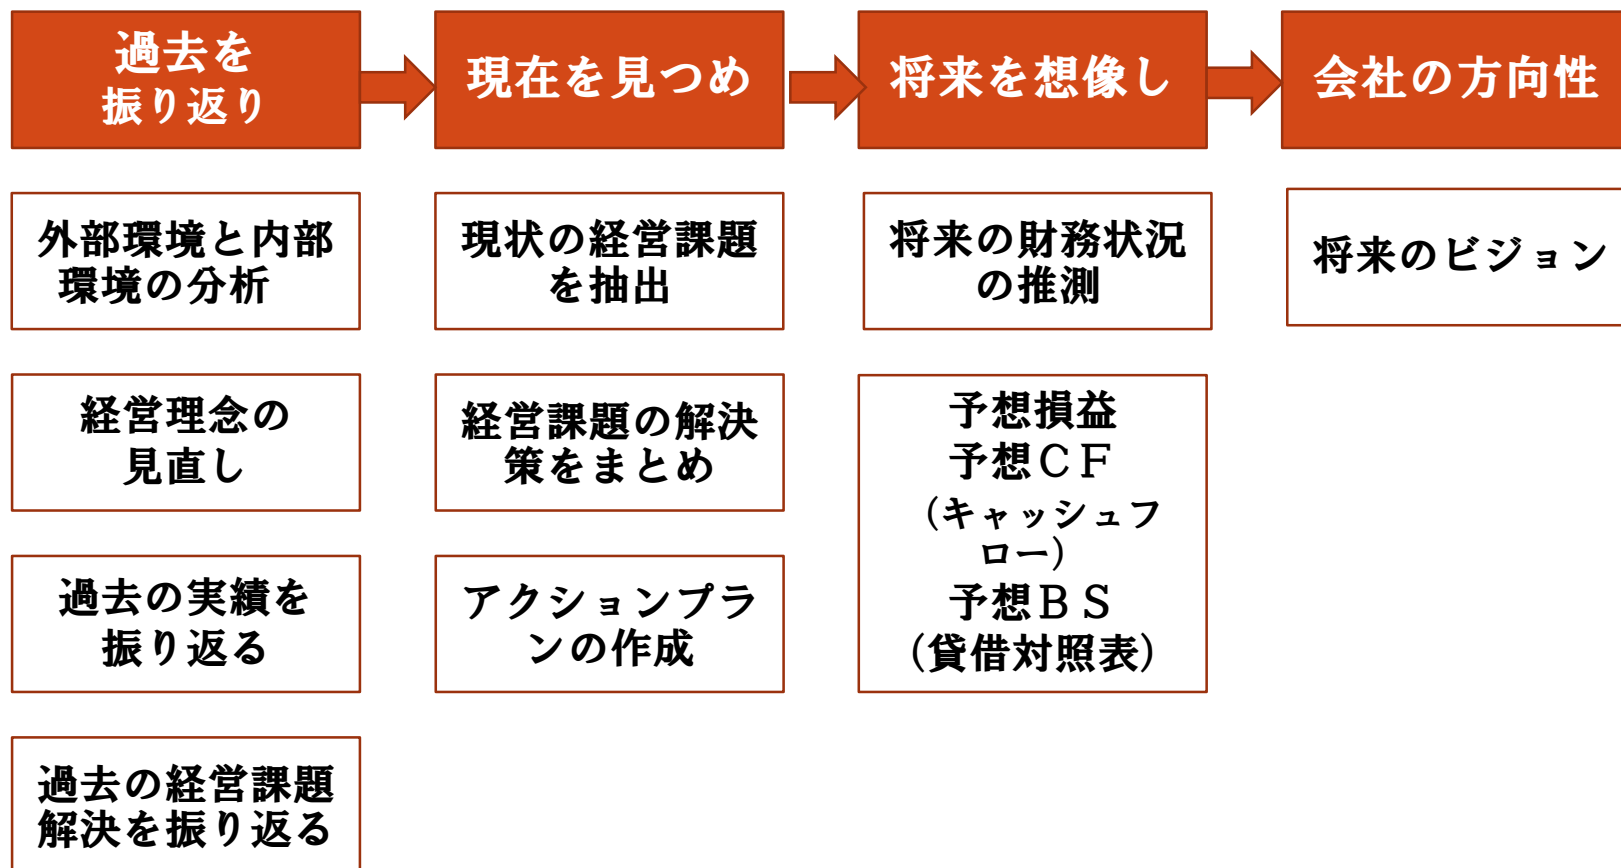 過去を
振り返り
現在を見つめ
将来を想像し
会社の方向性
外部環境と内部
環境の分析
経営理念の
見直し
過去の実績を
振り返る
過去の経営課題
解決を振り返る
現状の経営課題
を抽出
経営課題の解決
策をまとめ
アクションプラ
ンの作成
将来の財務状況
の推測
予想損益
予想ＣＦ
（キャッシュフ
ロー）
予想ＢＳ
（貸借対照表）
将来のビジョン